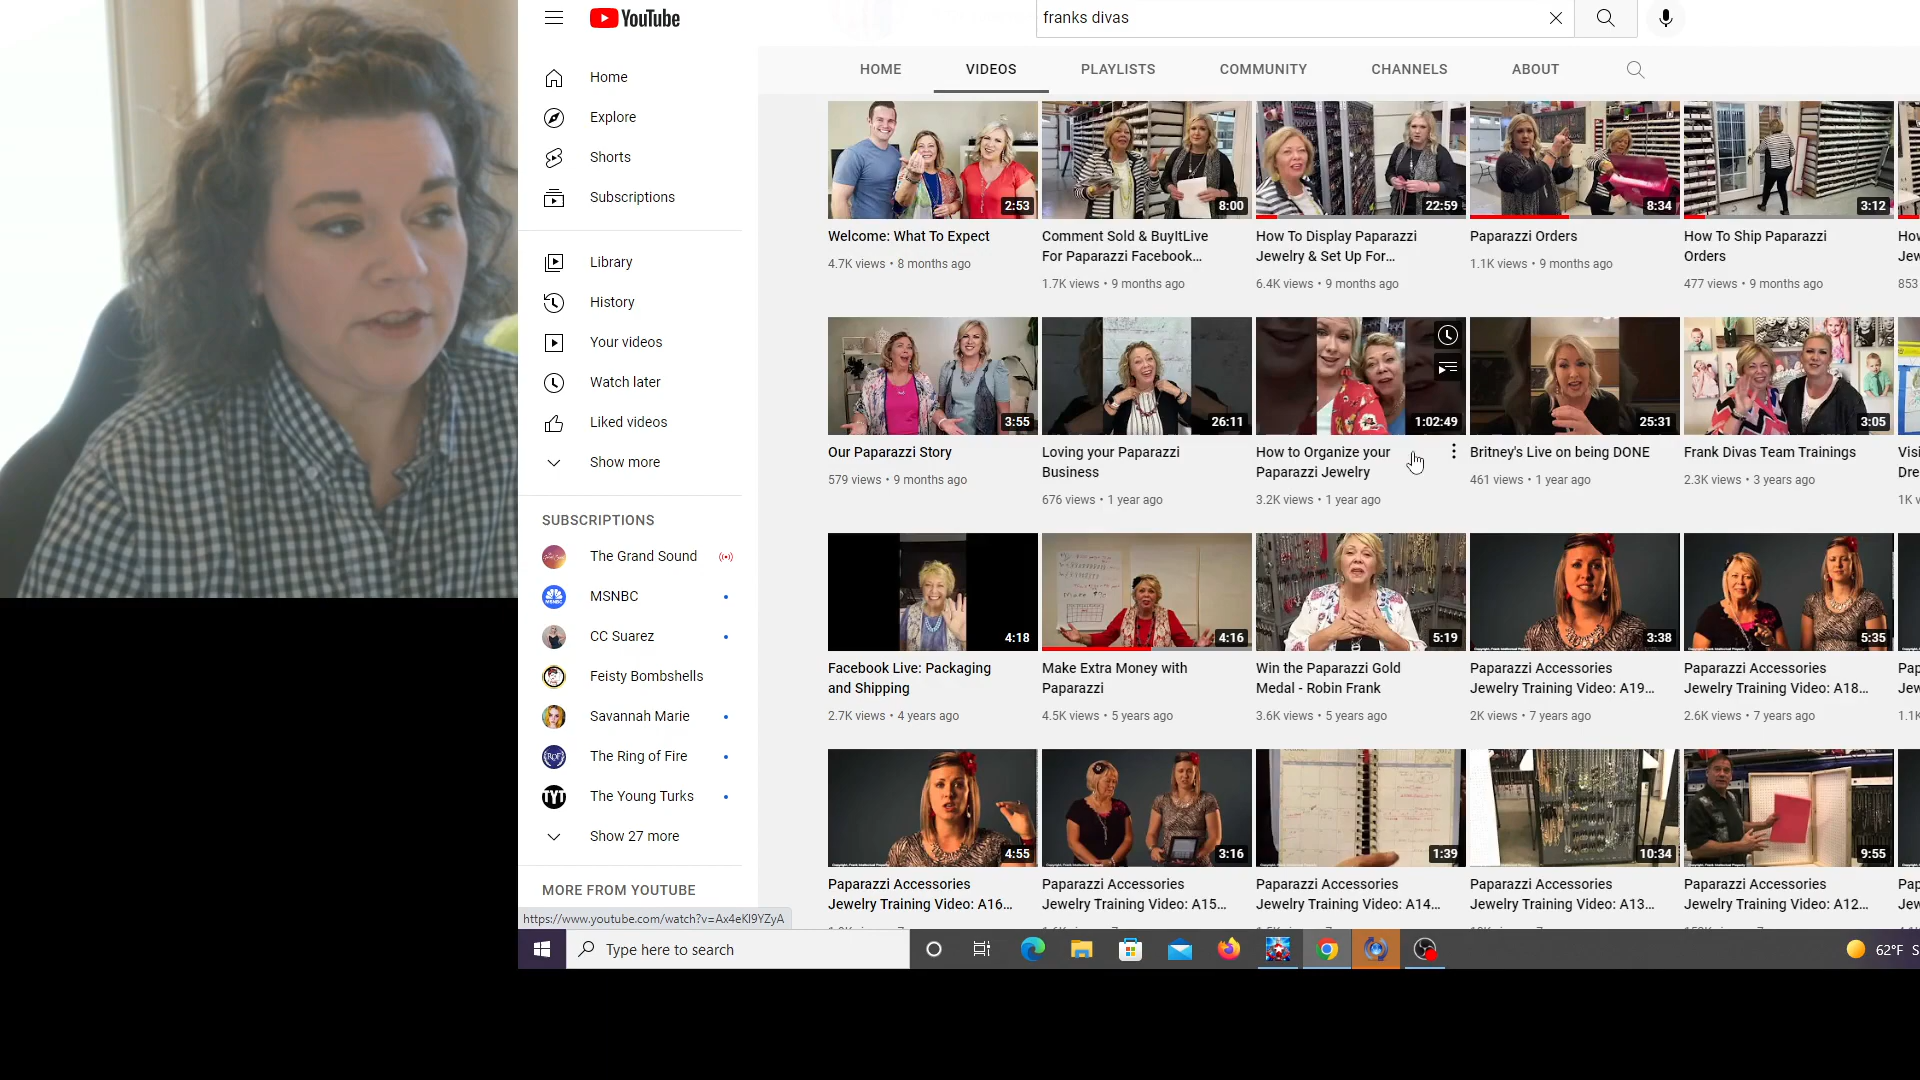 YouTube
franks divas
HOME VIDEOS PLAYLISTS COMMUNITY CHANNELS ABOUT
Home
Explore
Shorts
Subscriptions
Library
History
Your videos
Watch later
Liked videos
Show more
SUBSCRIPTIONS
The Grand Sound
MSNBC
CC Suarez
Feisty Bombshells
Savannah Marie
The Ring of Fire
The Young Turks
Show 27 more
MORE FROM YOUTUBE
https://www.youtube.com/watch?v=Ax4eKI9YZyA
2:53 8:00 22:59 8:34 3:12
Welcome: What To Expect
4.7K views • 8 months ago
Comment Sold & BuyItLive
For Paparazzi Facebook...
1.7K views • 9 months ago
How To Display Paparazzi
Jewelry & Set Up For...
6.4K views • 9 months ago
Paparazzi Orders
1.1K views • 9 months ago
How To Ship Paparazzi
Orders
477 views • 9 months ago
How
Jew
853
3:55 26:11 1:02:49 25:31 3:05
Our Paparazzi Story
579 views • 9 months ago
Loving your Paparazzi
Business
676 views • 1 year ago
How to Organize your
Paparazzi Jewelry
3.2K views • 1 year ago
Britney's Live on being DONE
461 views • 1 year ago
Frank Divas Team Trainings
2.3K views • 3 years ago
Visi
Dre
1K v
4:18 4:16 5:19 3:38 5:35
Facebook Live: Packaging
and Shipping
2.7K views • 4 years ago
Make Extra Money with
Paparazzi
4.5K views • 5 years ago
Win the Paparazzi Gold
Medal - Robin Frank
3.6K views • 5 years ago
Paparazzi Accessories
Jewelry Training Video: A19...
2K views • 7 years ago
Paparazzi Accessories
Jewelry Training Video: A18...
2.6K views • 7 years ago
Pap
Jew
1.1K
4:55 3:16 1:39 10:34 9:55
Paparazzi Accessories
Jewelry Training Video: A16...
Paparazzi Accessories
Jewelry Training Video: A15...
Paparazzi Accessories
Jewelry Training Video: A14...
Paparazzi Accessories
Jewelry Training Video: A13...
Paparazzi Accessories
Jewelry Training Video: A12...
Pap
Jew
Type here to search
62°F S